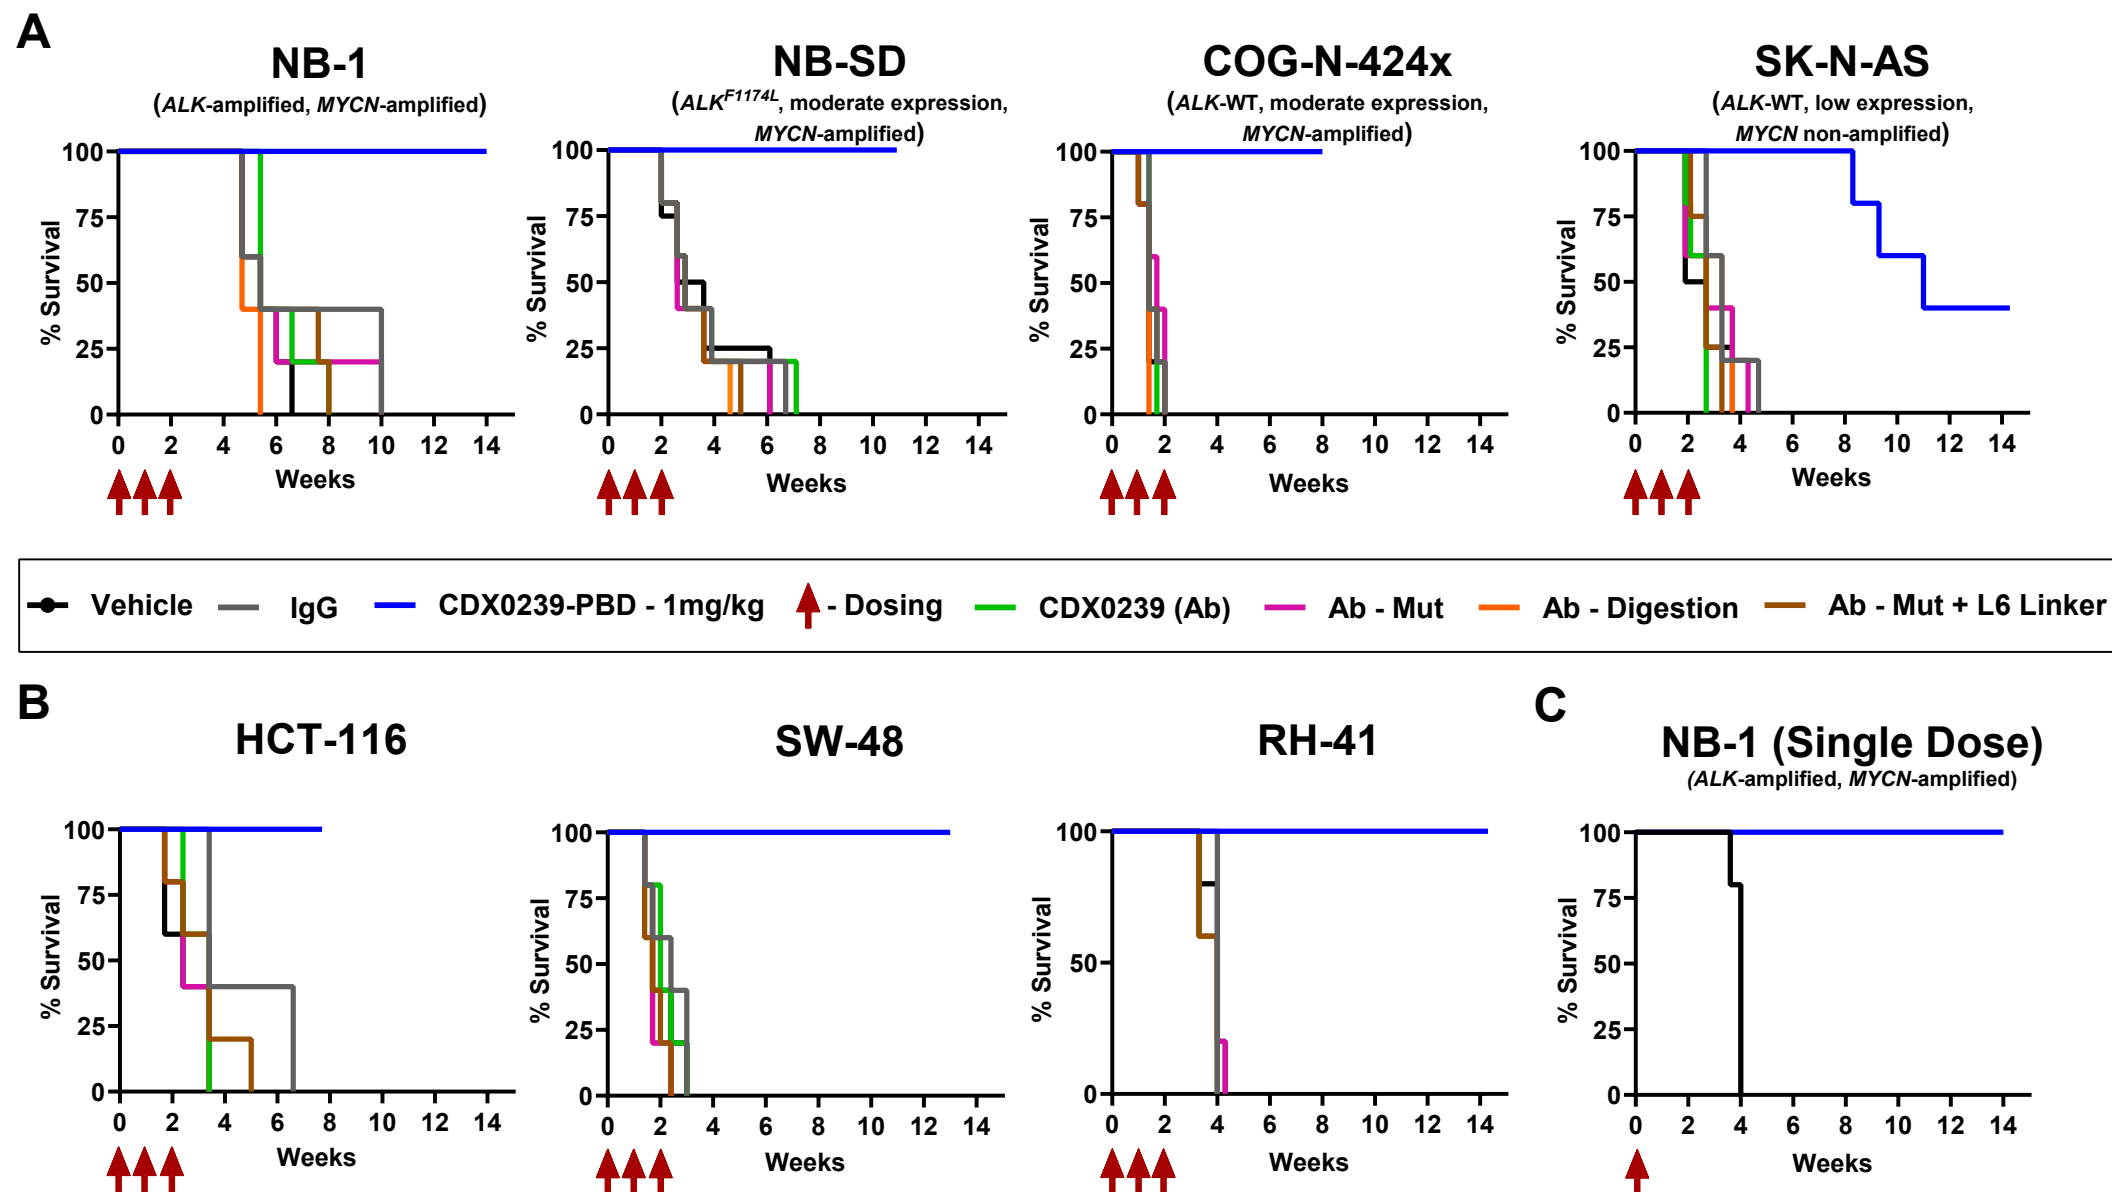 A
NB-1
(ALK-amplified, MYCN-amplified)
100
75
50
25
0
% Survival
0 2 4 6 8 10 12 14
Weeks
NB-SD
(ALK^F1174L, moderate expression,
MYCN-amplified)
100
75
50
25
0
% Survival
0 2 4 6 8 10 12 14
Weeks
COG-N-424x
(ALK-WT, moderate expression,
MYCN-amplified)
100
75
50
25
0
% Survival
0 2 4 6 8 10 12 14
Weeks
SK-N-AS
(ALK-WT, low expression,
MYCN non-amplified)
100
75
50
25
0
% Survival
0 2 4 6 8 10 12 14
Weeks
Vehicle IgG CDX0239-PBD - 1mg/kg - Dosing CDX0239 (Ab) Ab - Mut Ab - Digestion Ab - Mut + L6 Linker
B
HCT-116
100
75
50
25
0
% Survival
0 2 4 6 8 10 12 14
Weeks
SW-48
100
75
50
25
0
% Survival
0 2 4 6 8 10 12 14
Weeks
RH-41
100
50
0
% Survival
0 2 4 6 8 10 12 14
Weeks
C
NB-1 (Single Dose)
(ALK-amplified, MYCN-amplified)
100
75
50
25
0
% Survival
0 2 4 6 8 10 12 14
Weeks